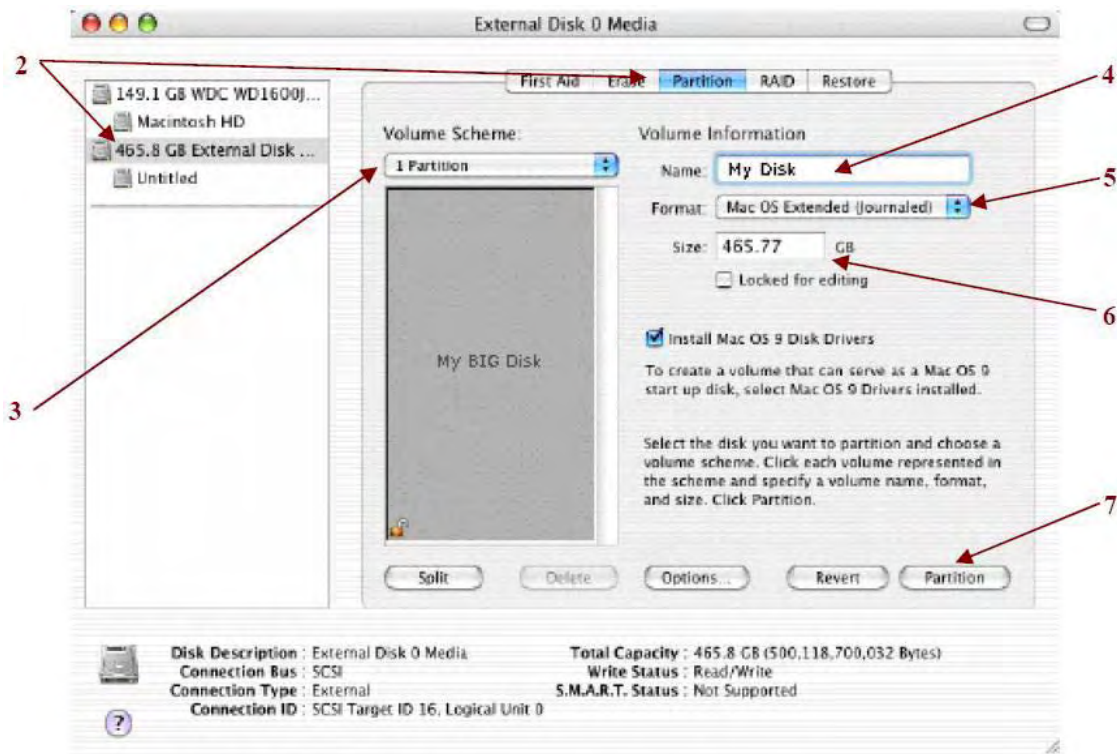 External Disk 0 Media
2
First Aid Erase Partition RAID Restore
4
149.1 GB WDC WD1600J...
Macintosh HD
465.8 GB External Disk ...
Untitled
Volume Scheme:
1 Partition
My BIG Disk
3
Volume Information
Name: My Disk
Format: Mac OS Extended (Journaled)
5
Size: 465.77 GB
6
Locked for editing
Install Mac OS 9 Disk Drivers
To create a volume that can serve as a Mac OS 9
start up disk, select Mac OS 9 Drivers installed.
Select the disk you want to partition and choose a
volume scheme. Click each volume represented in
the scheme and specify a volume name, format,
and size. Click Partition.
7
Split Delete Options... Revert Partition
Disk Description : External Disk 0 Media
Connection Bus : SCSI
Connection Type : External
Connection ID : SCSI Target ID 16, Logical Unit 0
Total Capacity : 465.8 GB (500,118,700,032 Bytes)
Write Status : Read/Write
S.M.A.R.T. Status : Not Supported
?